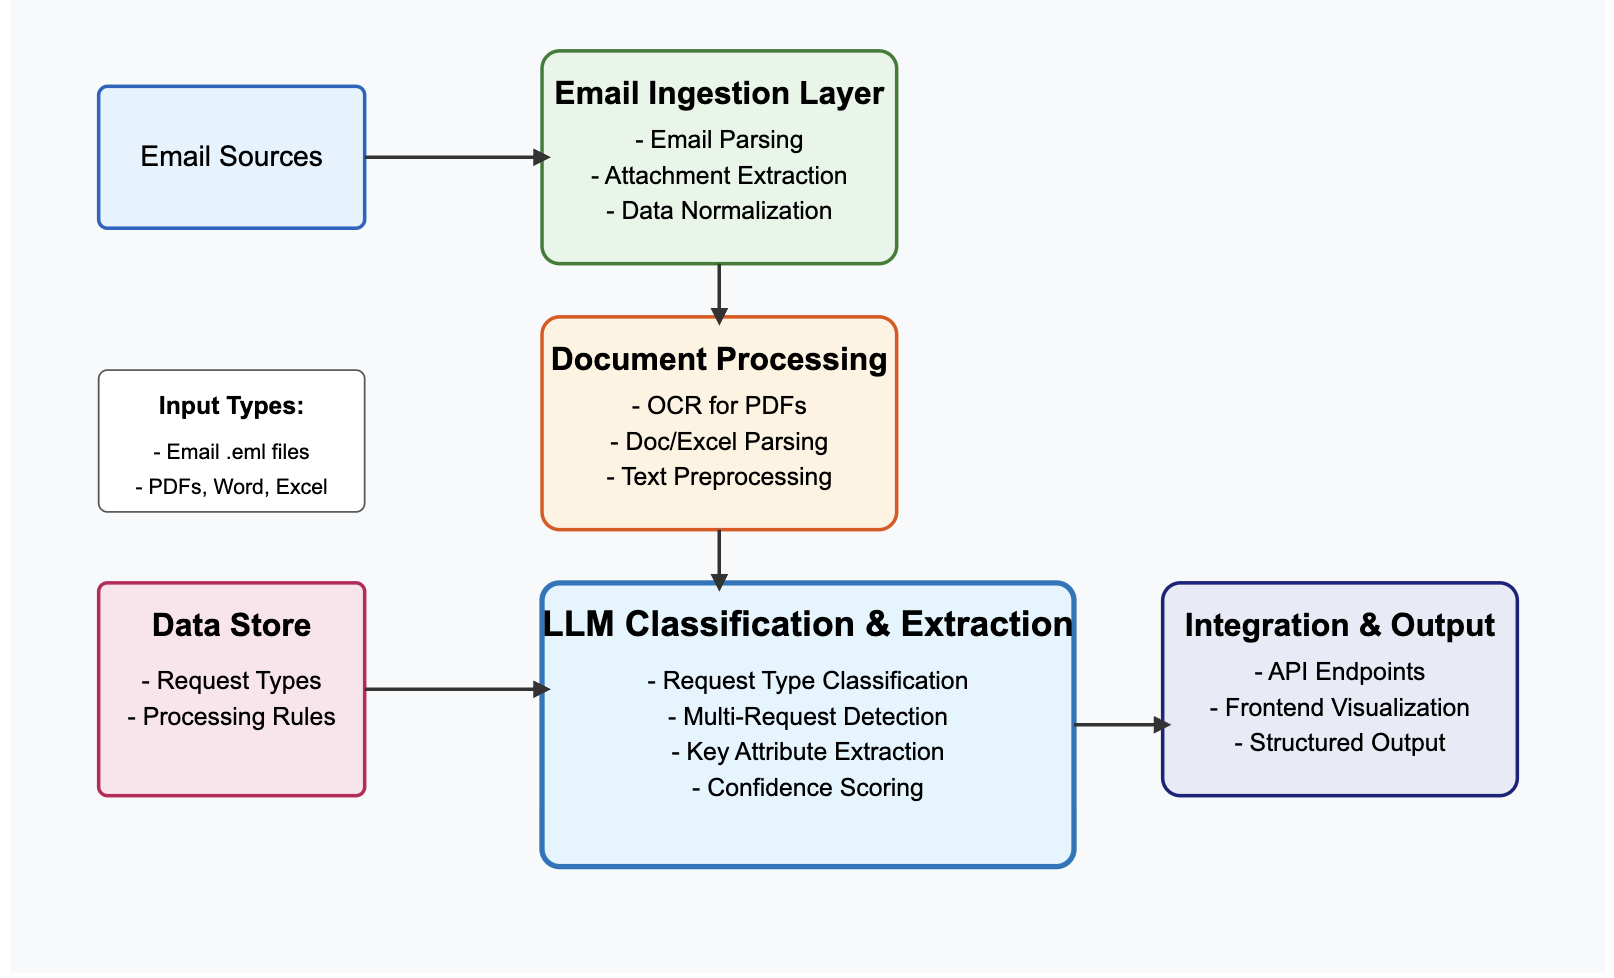 Email Sources
Email Ingestion Layer
- Email Parsing
- Attachment Extraction
- Data Normalization
Input Types:
- Email .eml files
- PDFs, Word, Excel
Document Processing
- OCR for PDFs
- Doc/Excel Parsing
- Text Preprocessing
Data Store
- Request Types
- Processing Rules
LLM Classification & Extraction
- Request Type Classification
- Multi-Request Detection
- Key Attribute Extraction
- Confidence Scoring
Integration & Output
- API Endpoints
- Frontend Visualization
- Structured Output